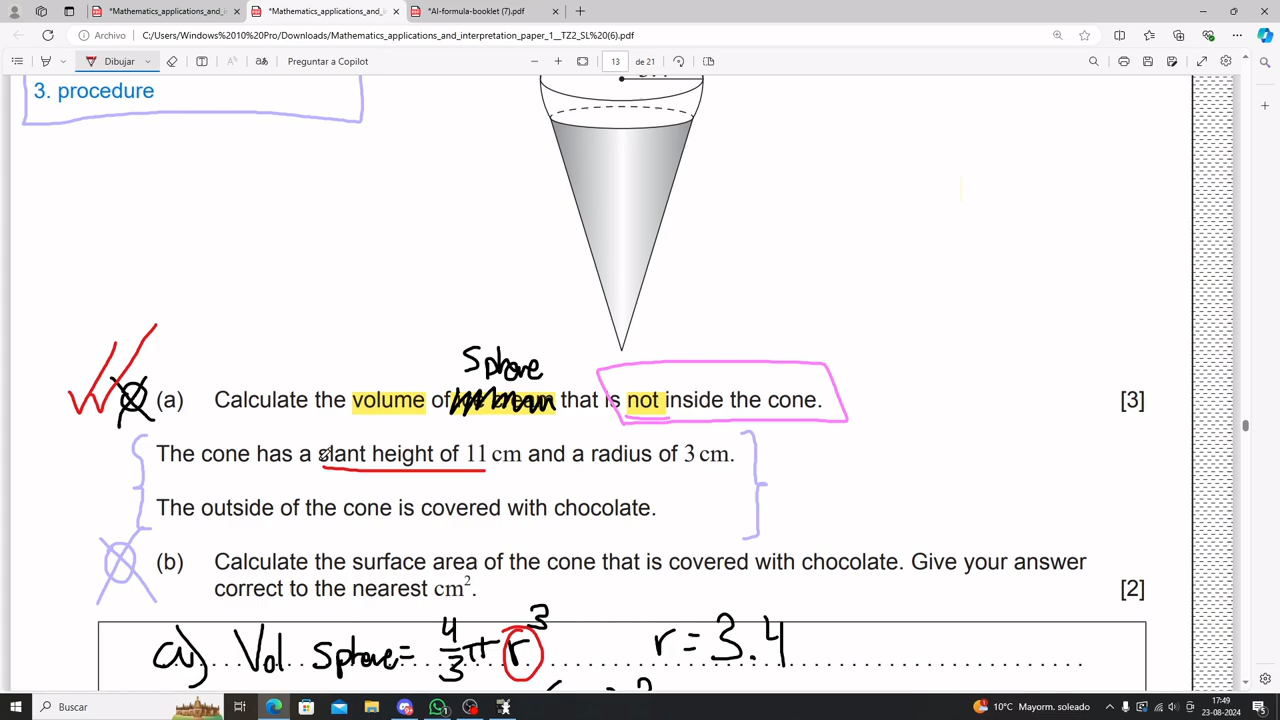 *Mathematics_applications_and_i
*Mathematics_applications_and_in
*AI-formula-booklet (7).pdf
Archivo
C:/Users/Windows%2010%20Pro/Downloads/Mathematics_applications_and_interpretation_paper_1__TZ2_SL%20(6).pdf
Dibujar
Preguntar a Copilot
13
de 21
3. procedure
Sphere
(a) Calculate the volume of that is not inside the cone. [3]
The cone has a slant height of 11 cm and a radius of 3 cm.
The outside of the cone is covered with chocolate.
(b) Calculate the surface area of the cone that is covered with chocolate. Give your answer
correct to the nearest cm². [2]
a) Vol sphere = 4/3 π r³ r = 3.4
Buscar
10°C Mayorm. soleado
17:49
23-08-2024